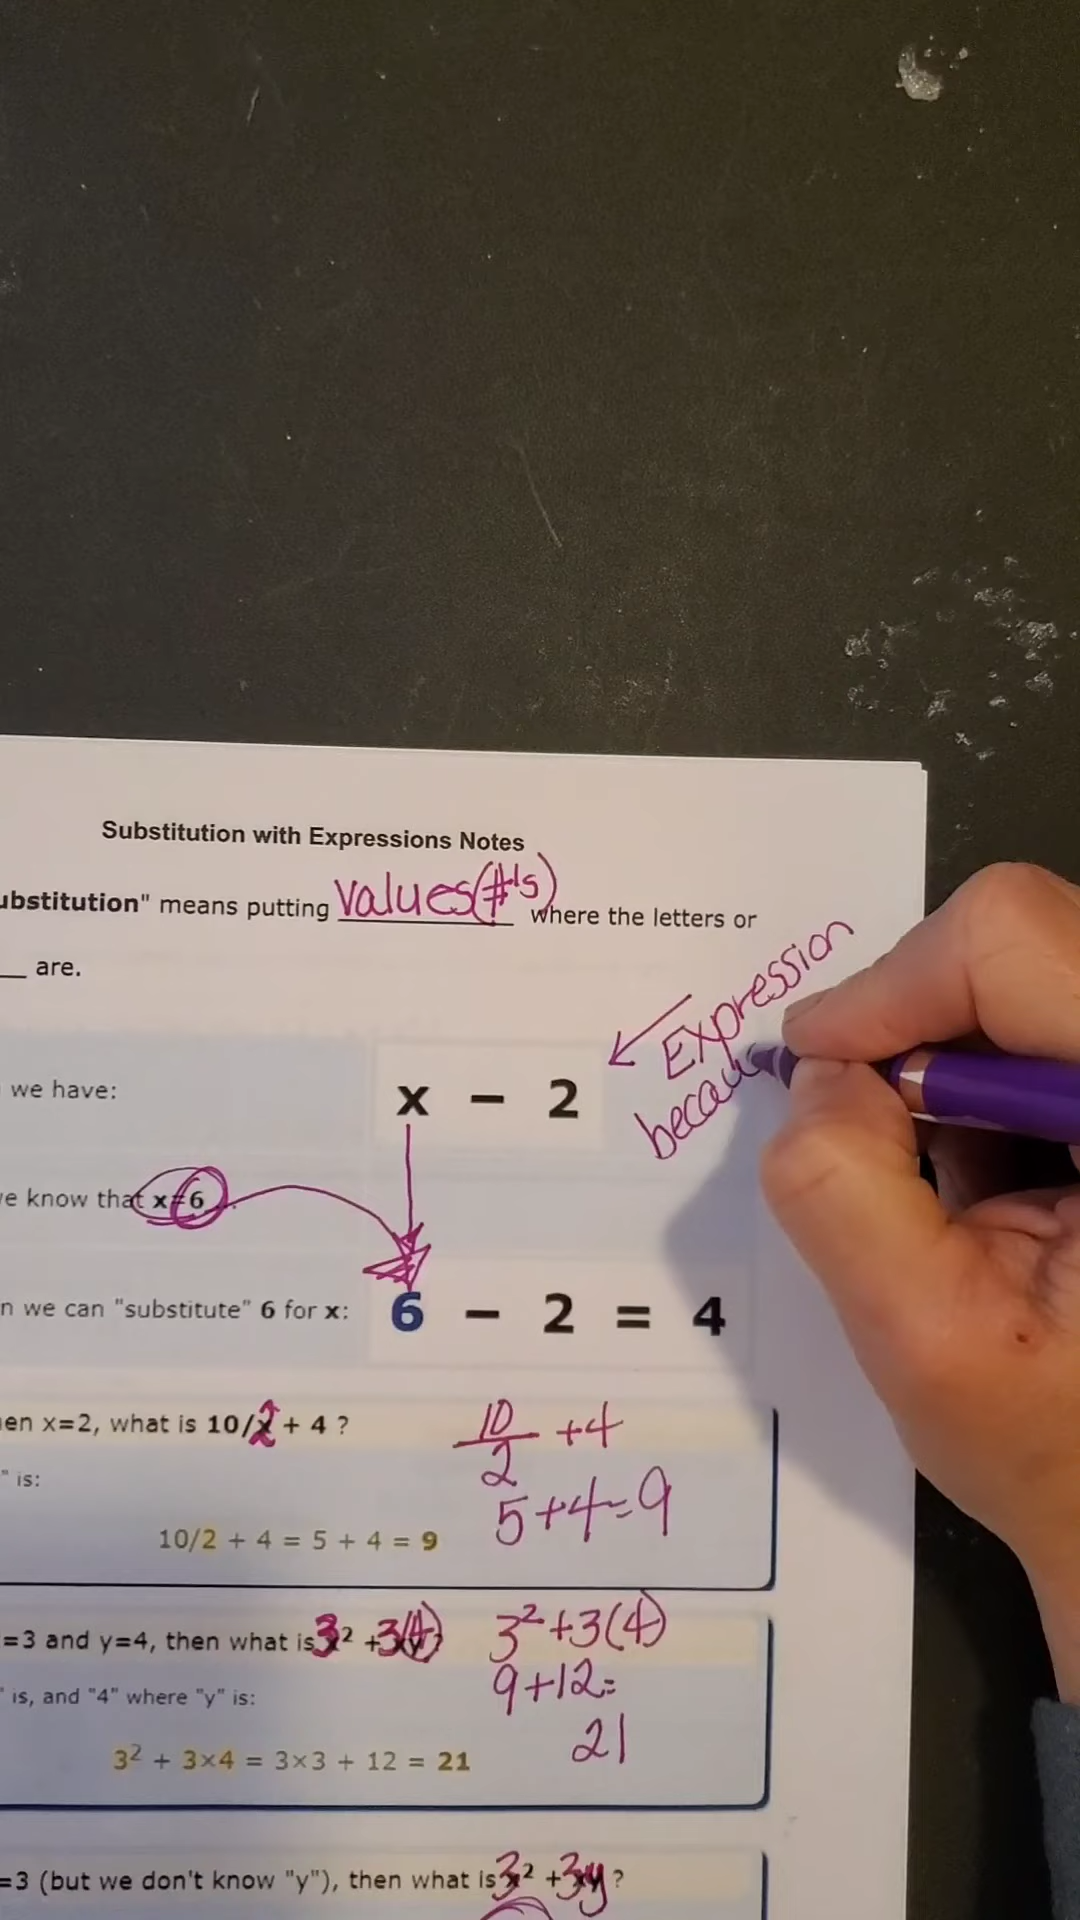 Substitution with Expressions Notes
ubstitution" means putting values(#'s) where the letters or
are.
Expression
we have:
x - 2
e know that x=6
n we can "substitute" 6 for x: 6 - 2 = 4
en x=2, what is 10/2 + 4 ?
10/2 + 4
" is:
5+4=9
10/2 + 4 = 5 + 4 = 9
=3 and y=4, then what is 3² + 3(4) ?
3²+3(4)
9+12=
" is, and "4" where "y" is:
21
3² + 3×4 = 3×3 + 12 = 21
=3 (but we don't know "y"), then what is 3² + 3y ?